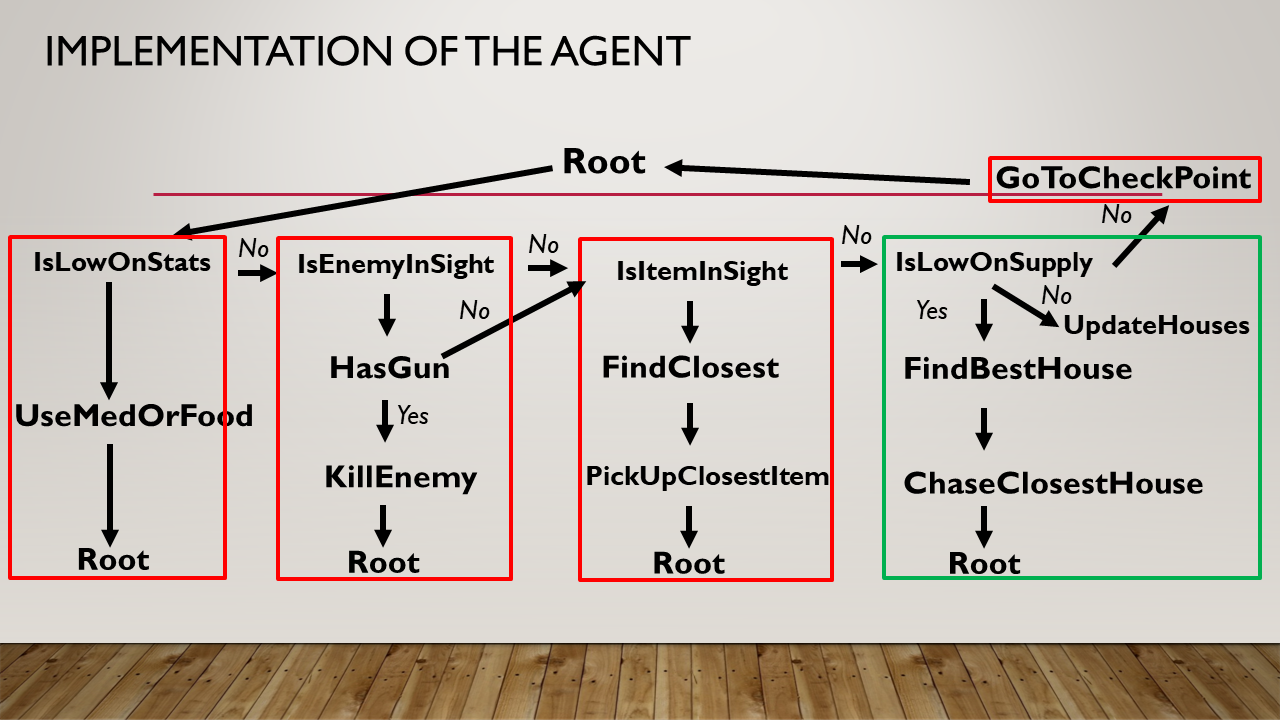 IMPLEMENTATION OF THE AGENT
Root
GoToCheckPoint
No
IsLowOnStats
No
IsEnemyInSight
No
IsItemInSight
No
IsLowOnSupply
No
Yes
No
UpdateHouses
HasGun
FindClosest
FindBestHouse
UseMedOrFood
Yes
KillEnemy
PickUpClosestItem
ChaseClosestHouse
Root
Root
Root
Root